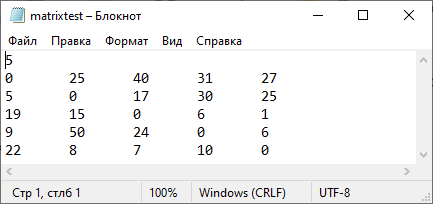 matrixtest – Блокнот
Файл Правка Формат Вид Справка
5
0 25 40 31 27
5 0 17 30 25
19 15 0 6 1
9 50 24 0 6
22 8 7 10 0
Стр 1, стлб 1 100% Windows (CRLF) UTF-8